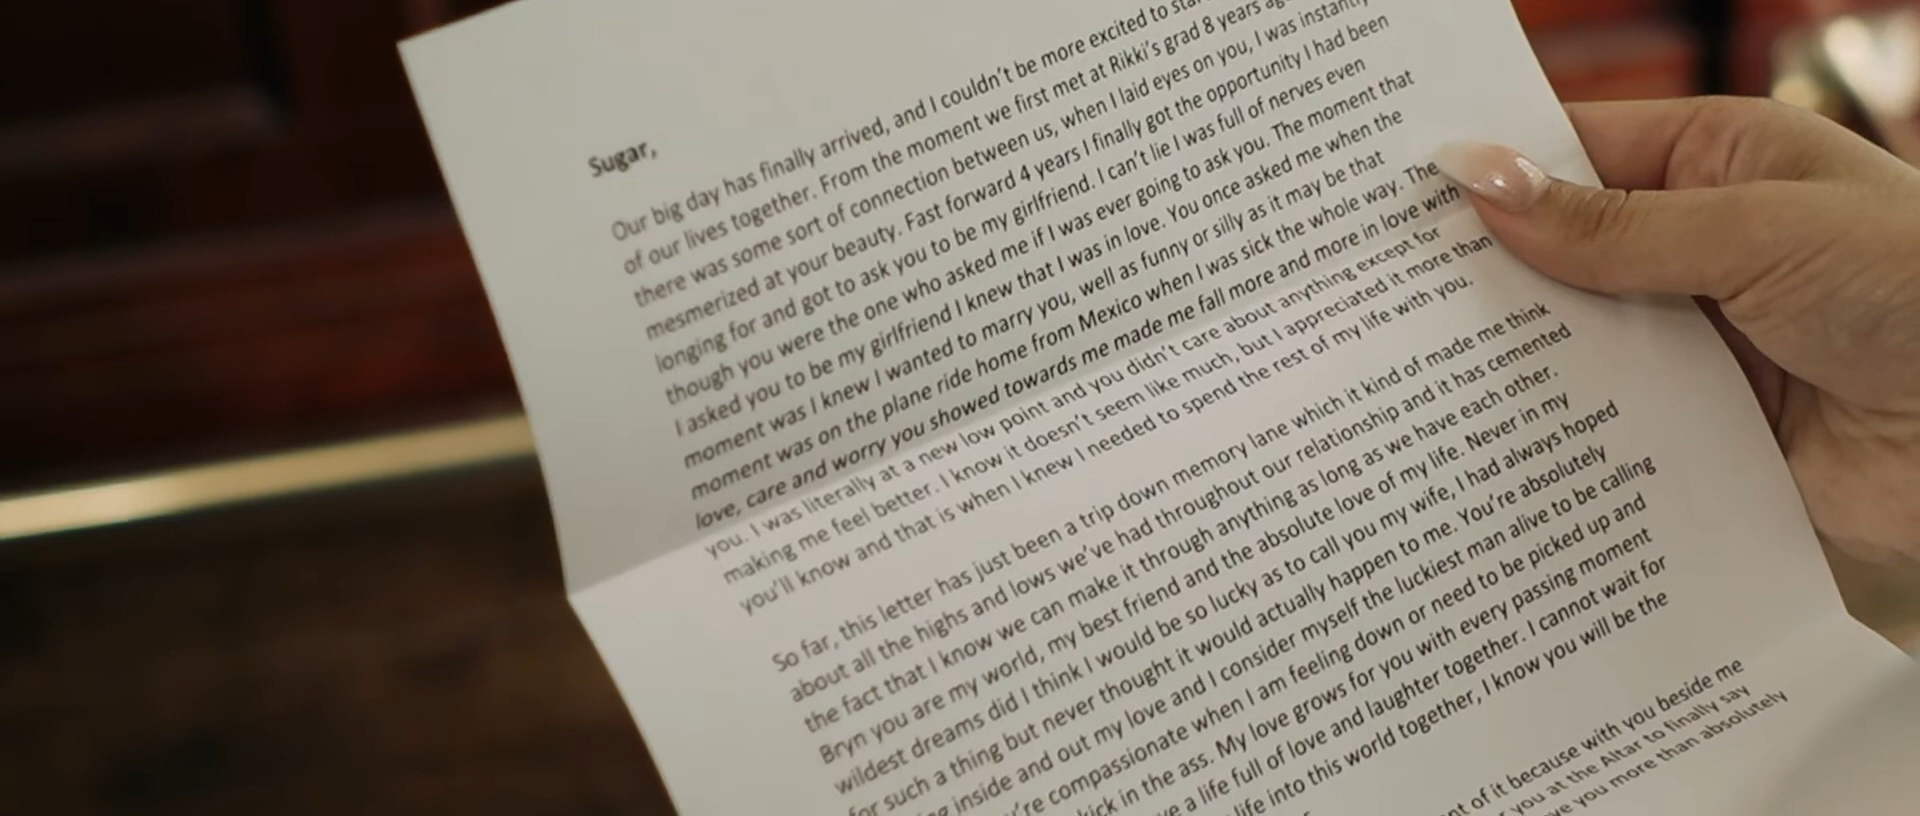 Sugar,
Our big day has finally arrived, and I couldn't be more excited to
of our lives together. From the moment we first met at Rikki's grad 8 years
there was some sort of connection between us, when I laid eyes on you, I was instantly
mesmerized at your beauty. Fast forward 4 years I finally got the opportunity I had been
longing for and got to ask you to be my girlfriend. I can't lie I was full of nerves even
though you were the one who asked me if I was ever going to ask you. The moment that
I asked you to be my girlfriend I knew that I was in love. You once asked me when the
moment was I knew I wanted to marry you, well as funny or silly as it may be that
moment was on the plane ride home from Mexico when I was sick the whole way. The
love, care and worry you showed towards me made me fall more and more in love with
you. I was literally at a new low point and you didn't care about anything except for
making me feel better. I know it doesn't seem like much, but I appreciated it more than
you'll know and that is when I knew I needed to spend the rest of my life with you.
So far, this letter has just been a trip down memory lane which it kind of made me think
about all the highs and lows we've had throughout our relationship and it has cemented
the fact that I know we can make it through anything as long as we have each other.
Bryn you are my world, my best friend and the absolute love of my life. Never in my
wildest dreams did I think I would be so lucky as to call you my wife, I had always hoped
for such a thing but never thought it would actually happen to me. You're absolutely
inside and out my love and I consider myself the luckiest man alive to be calling
compassionate when I am feeling down or need to be picked up and
kick in the ass. My love grows for you with every passing moment
a life full of love and laughter together. I cannot wait for
life into this world together, I know you will be the
of it because with you beside me
you at the Altar to finally say
you more than absolutely